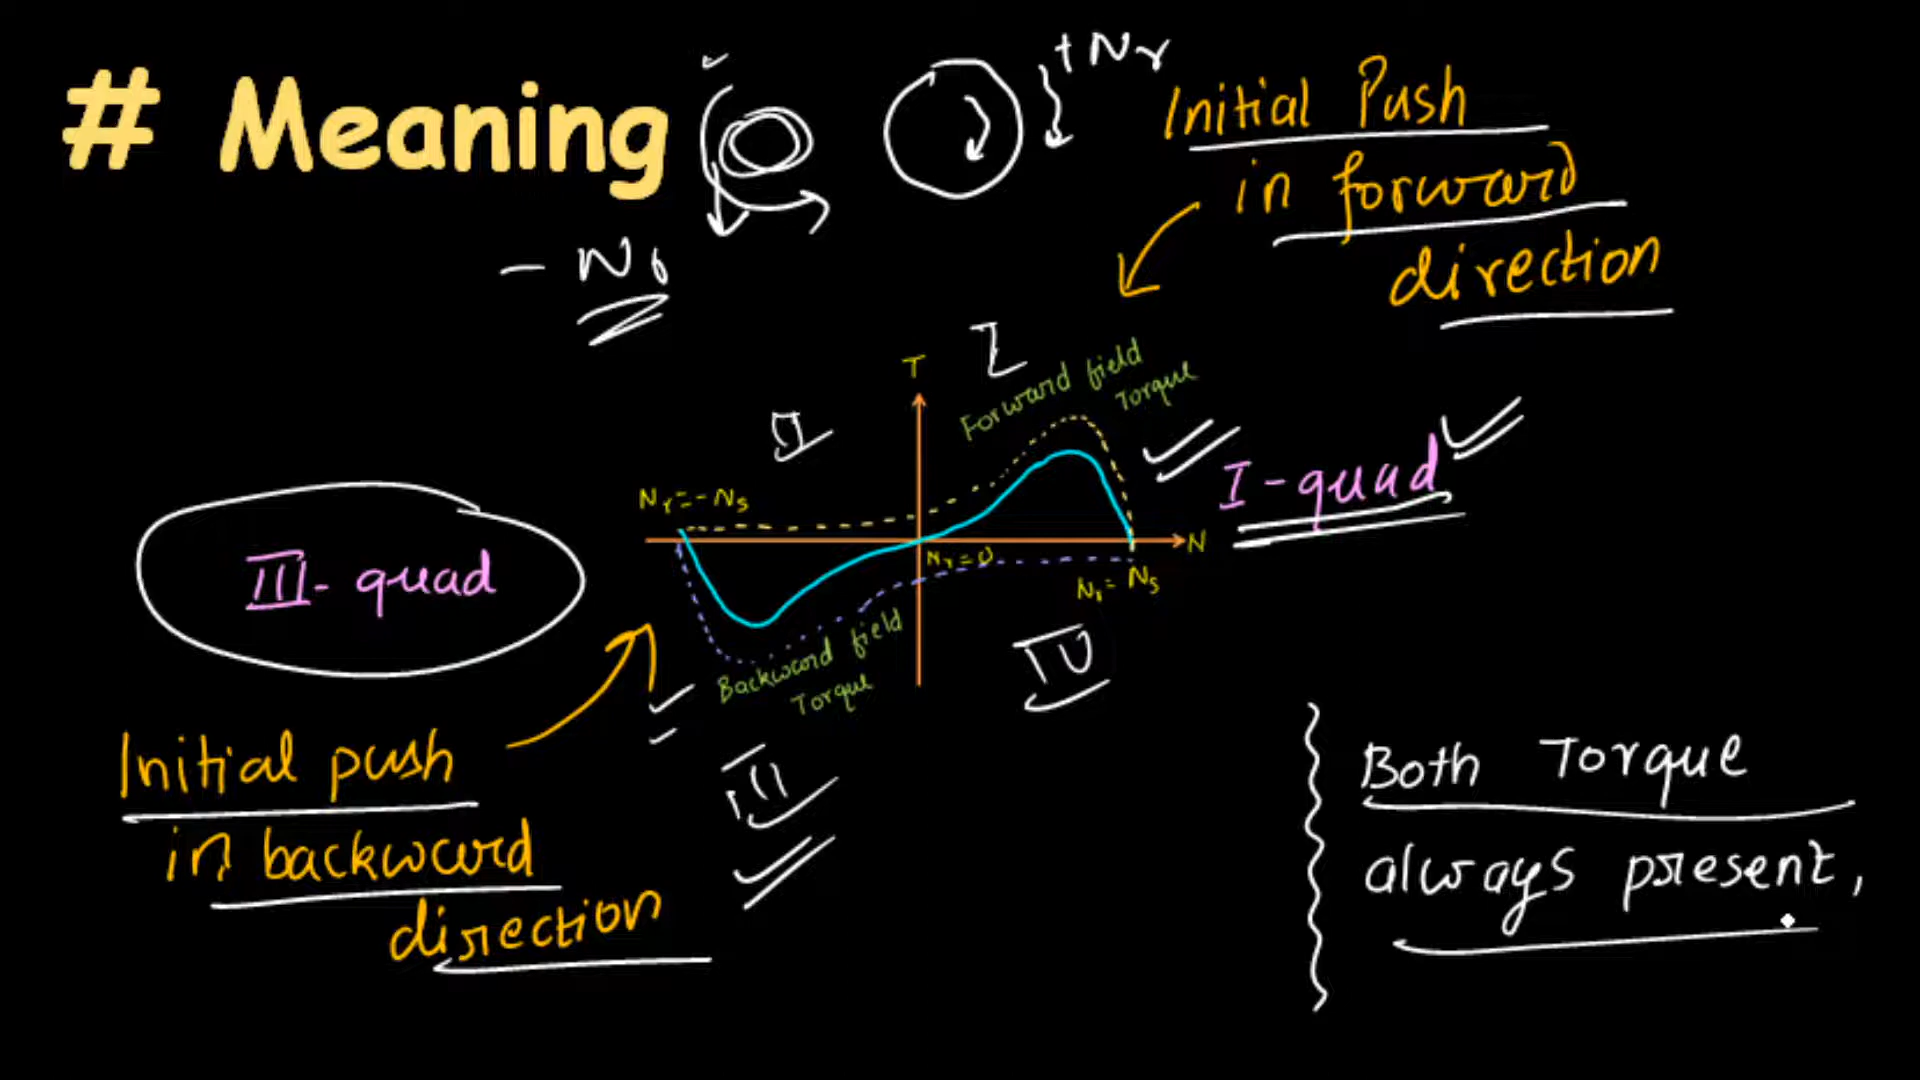 # Meaning
+Nr
Initial Push
in forward
direction
- Nr
T
I
Forward field
Torque
II
I-quad
Nr=-Ns
N
Nr=0
Nr=Ns
III-quad
IV
Backward field
Torque
Initial push
in backward
direction
III
Both Torque
always present,